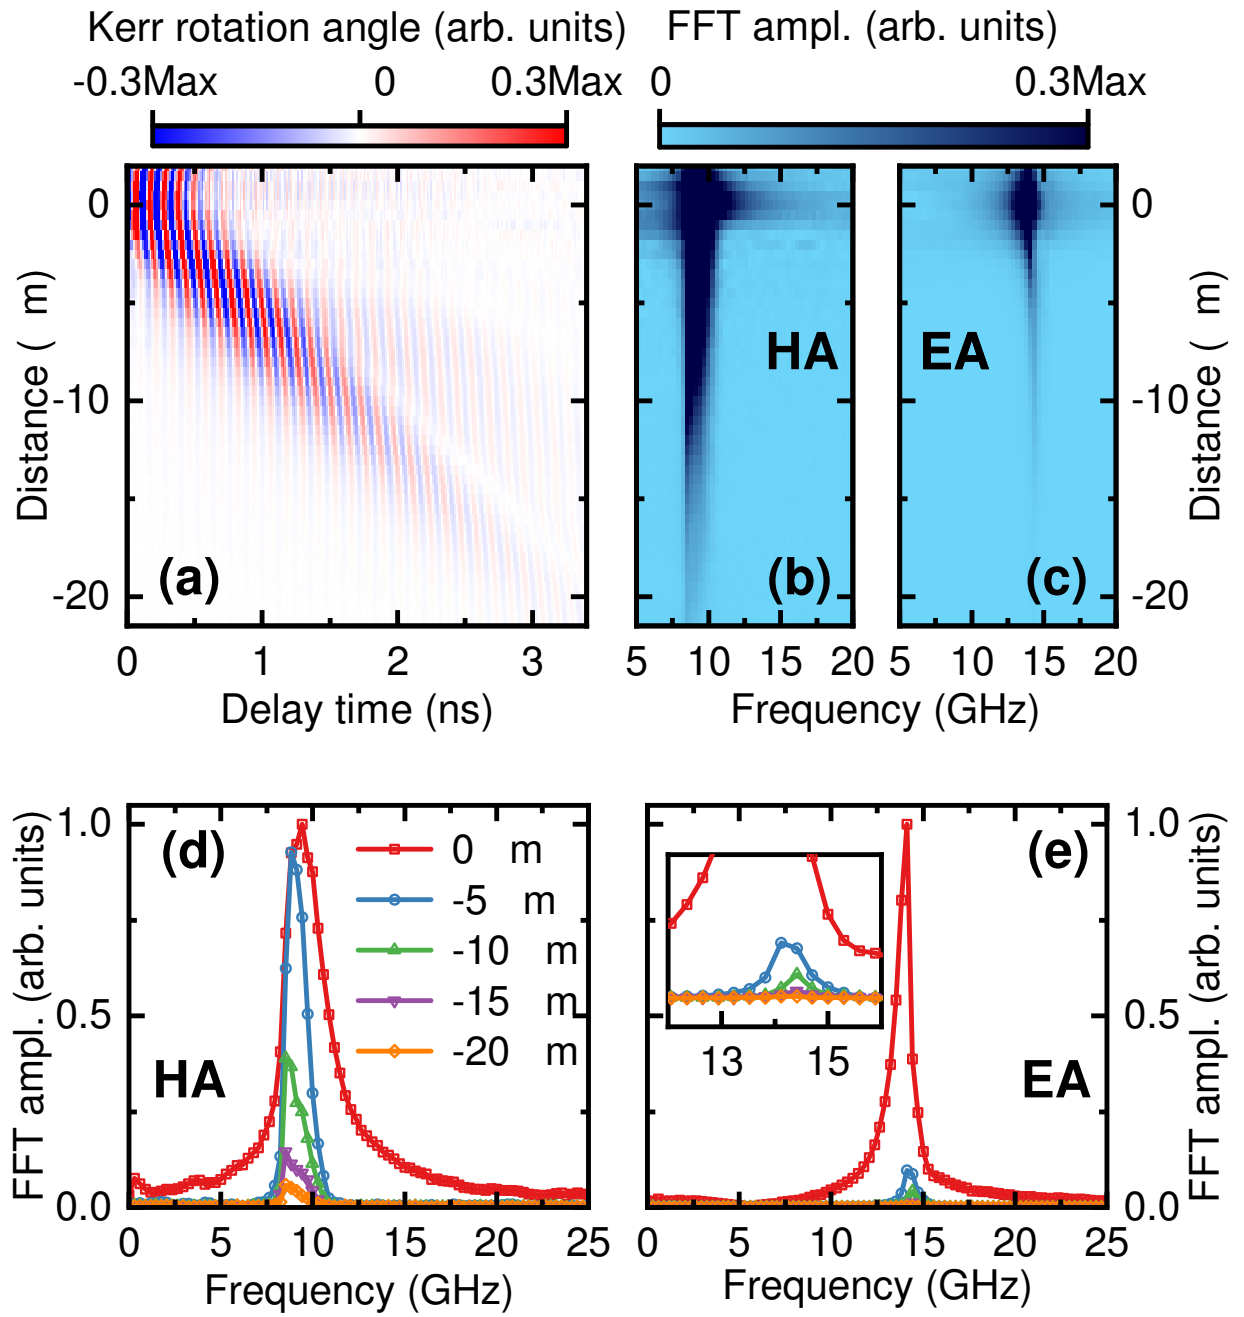 Kerr rotation angle (arb. units) FFT ampl. (arb. units)
-0.3Max 0 0.3Max 0 0.3Max
0 0
-10 -10
-20 -20
Distance ( m)
Distance ( m)
HA EA
(a) (b) (c)
0 1 2 3 5 10 15 20 5 10 15 20
Delay time (ns) Frequency (GHz)
1.0 (d) (e) 1.0
0 m
-5 m
-10 m
-15 m
-20 m
0.5 0.5
HA EA
13 15
0.0 0.0
FFT ampl. (arb. units)
FFT ampl. (arb. units)
0 5 10 15 20 25 0 5 10 15 20 25
Frequency (GHz) Frequency (GHz)